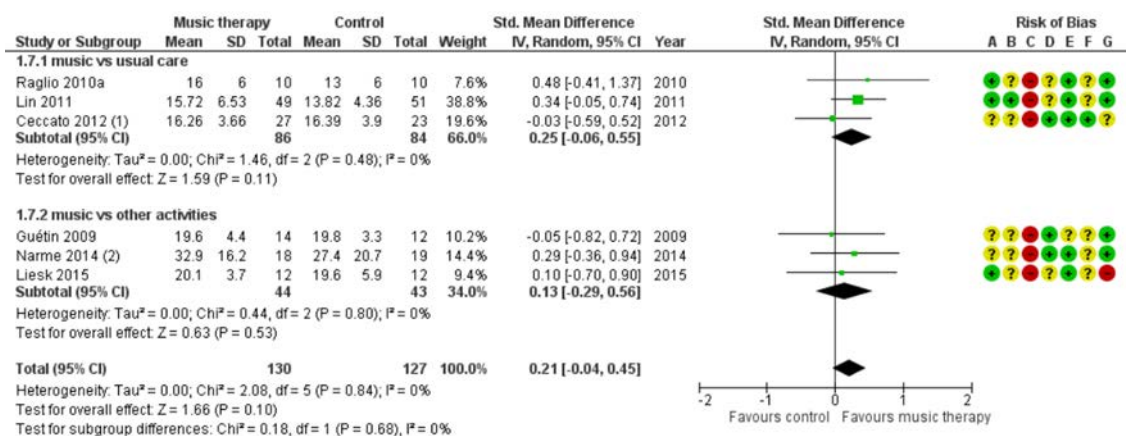 Music therapy Control Std. Mean Difference Std. Mean Difference Risk of Bias
Study or Subgroup Mean SD Total Mean SD Total Weight IV, Random, 95% CI Year IV, Random, 95% CI A B C D E F G
1.7.1 music vs usual care
Raglio 2010a 16 6 10 13 6 10 7.6% 0.48 [-0.41, 1.37] 2010 + ? - ? + ? +
Lin 2011 15.72 6.53 49 13.82 4.36 51 38.8% 0.34 [-0.05, 0.74] 2011 + + - ? + ? +
Ceccato 2012 (1) 16.26 3.66 27 16.39 3.9 23 19.6% -0.03 [-0.59, 0.52] 2012 ? ? - + + + ?
Subtotal (95% CI) 86 84 66.0% 0.25 [-0.06, 0.55]
Heterogeneity: Tau² = 0.00; Chi² = 1.46, df = 2 (P = 0.48); I² = 0%
Test for overall effect: Z = 1.59 (P = 0.11)
1.7.2 music vs other activities
Guétin 2009 19.6 4.4 14 19.8 3.3 12 10.2% -0.05 [-0.82, 0.72] 2009 ? ? - + ? ? +
Narme 2014 (2) 32.9 16.2 18 27.4 20.7 19 14.4% 0.29 [-0.36, 0.94] 2014 ? ? - + + ? +
Liesk 2015 20.1 3.7 12 19.6 5.9 12 9.4% 0.10 [-0.70, 0.90] 2015 + ? - ? + ? -
Subtotal (95% CI) 44 43 34.0% 0.13 [-0.29, 0.56]
Heterogeneity: Tau² = 0.00; Chi² = 0.44, df = 2 (P = 0.80); I² = 0%
Test for overall effect: Z = 0.63 (P = 0.53)
Total (95% CI) 130 127 100.0% 0.21 [-0.04, 0.45]
Heterogeneity: Tau² = 0.00; Chi² = 2.08, df = 5 (P = 0.84); I² = 0%
Test for overall effect: Z = 1.66 (P = 0.10)
Test for subgroup differences: Chi² = 0.18, df = 1 (P = 0.68), I² = 0%
-2 -1 0 1 2
Favours control Favours music therapy